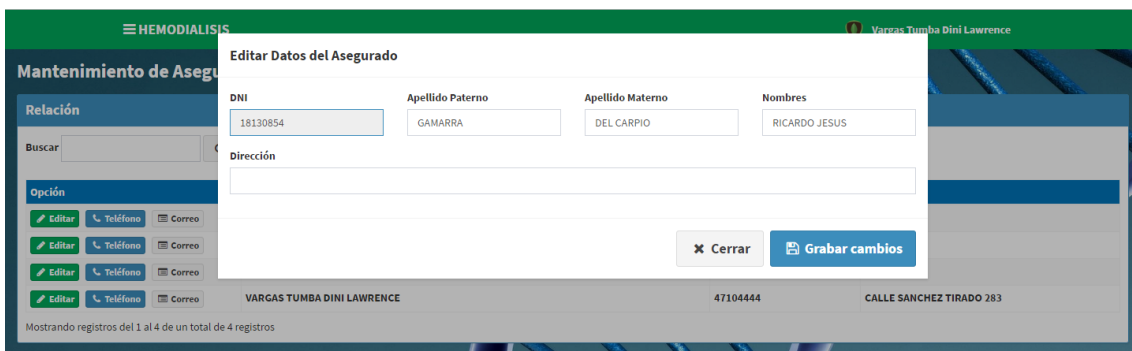 HEMODIALISIS
Vargas Tumba Dini Lawrence
Mantenimiento de Asegu
Editar Datos del Asegurado
Relación
DNI Apellido Paterno Apellido Materno Nombres
18130854 GAMARRA DEL CARPIO RICARDO JESUS
Buscar
Dirección
Opción
Editar Teléfono Correo
Editar Teléfono Correo
Cerrar Grabar cambios
Editar Teléfono Correo
Editar Teléfono Correo VARGAS TUMBA DINI LAWRENCE 47104444 CALLE SANCHEZ TIRADO 283
Mostrando registros del 1 al 4 de un total de 4 registros